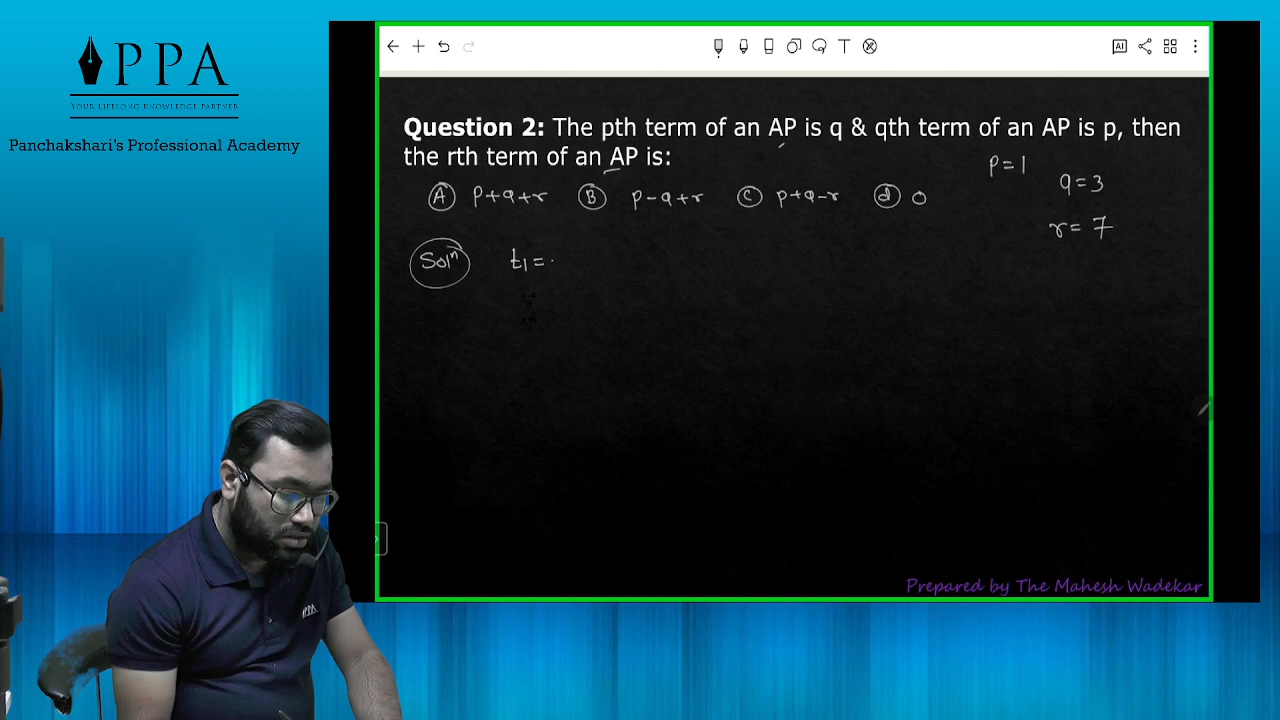 PPA
YOUR LIFELONG KNOWLEDGE PARTNER
Panchakshari's Professional Academy
T
AI
Question 2: The pth term of an AP is q & qth term of an AP is p, then
the rth term of an AP is:
p=1
q=3
r=7
A p+q+r B p-q+r C p+q-r d 0
Solⁿ t1=
PPA
Prepared by The Mahesh Wadekar